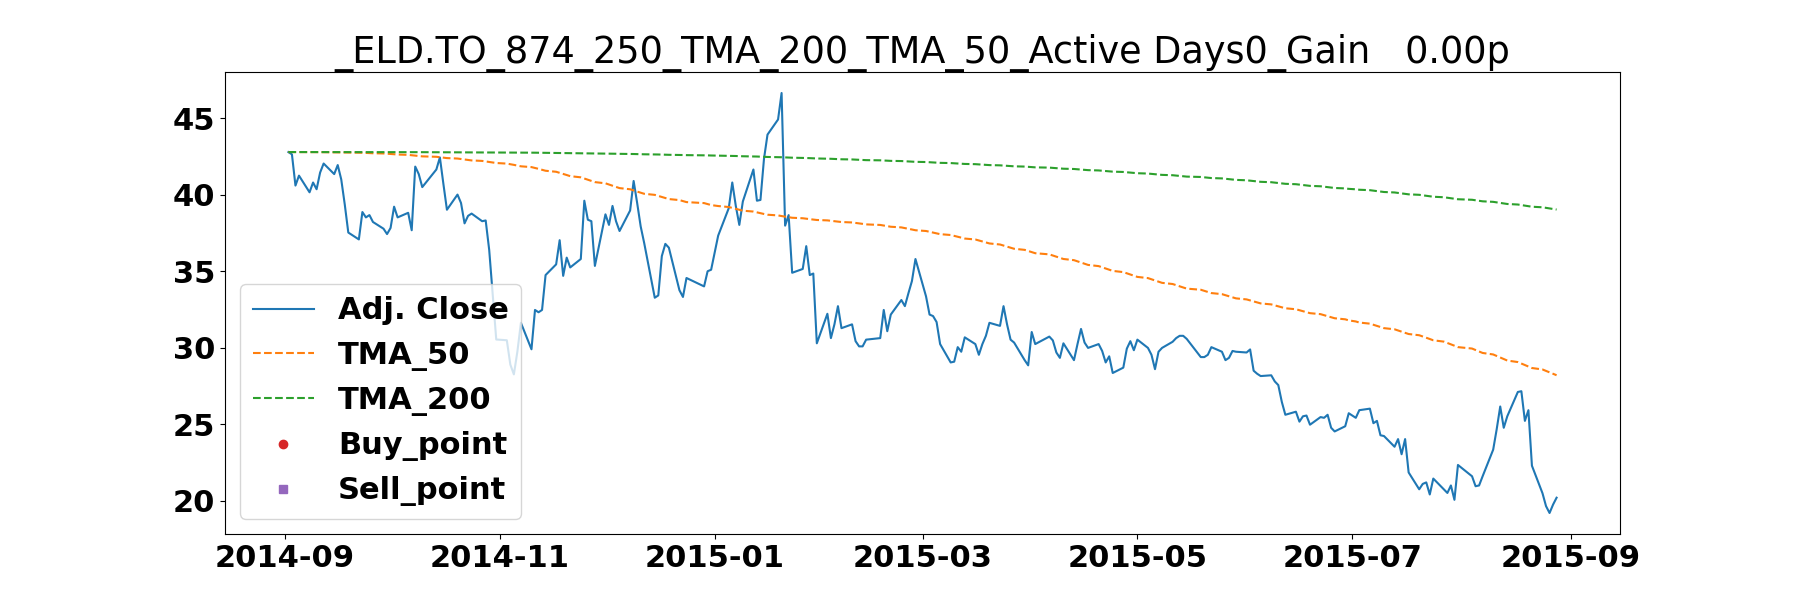 _ELD.TO_874_250_TMA_200_TMA_50_Active Days0_Gain   0.00p
45
40
35
30
25
20
Adj. Close
TMA_50
TMA_200
Buy_point
Sell_point
2014-09 2014-11 2015-01 2015-03 2015-05 2015-07 2015-09